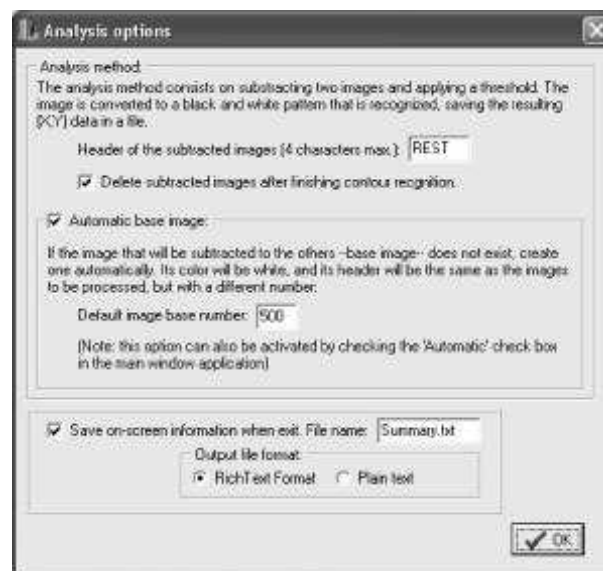 Analysis options
Analysis method:
The analysis method consists on substracting two images and applying a threshold. The
image is converted to a black and white pattern that is recognized, saving the resulting
(X,Y) data in a file.
Header of the subtracted images (4 characters max.): REST
Delete subtracted images after finishing contour recgnition.
Automatic base image:
If the image that will be subtracted to the others -base image- does not exist, create
one automatically. Its color will be white, and its header will be the same as the images
to be processed, but with a different number:
Default image base number: 500
(Note: this option can also be activated by checking the 'Automatic' check box
in the main window application)
Save on-screen information when exit. File name: Summary.txt
Output file format:
RichText Format Plain text
OK